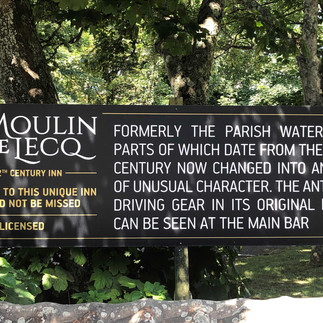 MOULIN
LECQ
TH CENTURY INN
TO THIS UNIQUE INN
NOT BE MISSED
LICENSED
FORMERLY THE PARISH WATER
PARTS OF WHICH DATE FROM THE
CENTURY NOW CHANGED INTO AN
OF UNUSUAL CHARACTER. THE ANT
DRIVING GEAR IN ITS ORIGINAL
CAN BE SEEN AT THE MAIN BAR